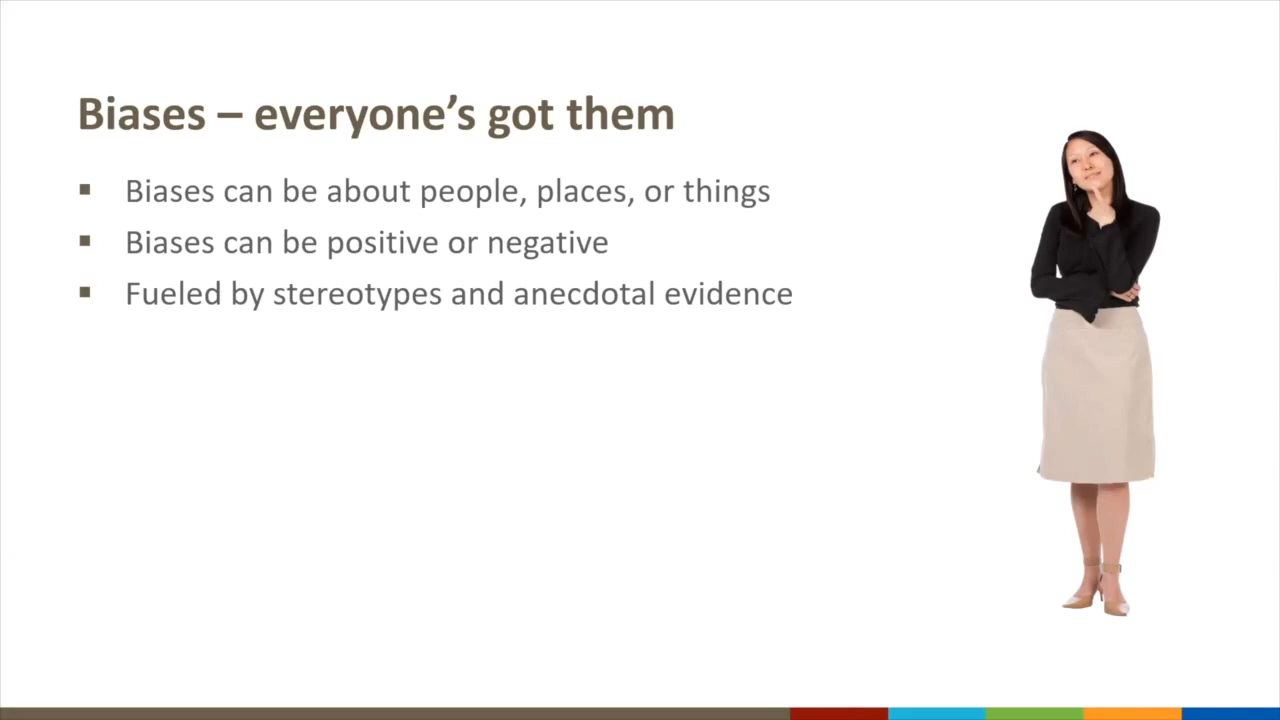 Biases – everyone’s got them
▪ Biases can be about people, places, or things
▪ Biases can be positive or negative
▪ Fueled by stereotypes and anecdotal evidence